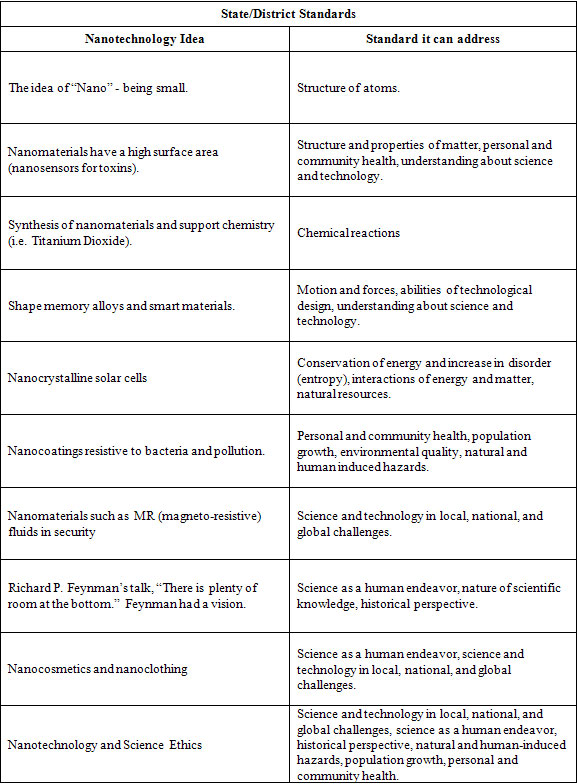 State/District Standards
Nanotechnology Idea
Standard it can address
The idea of “Nano” - being small.
Structure of atoms.
Nanomaterials have a high surface area
(nanosensors for toxins).
Structure and properties of matter, personal and
community health, understanding about science
and technology.
Synthesis of nanomaterials and support chemistry
(i.e. Titanium Dioxide).
Chemical reactions
Shape memory alloys and smart materials.
Motion and forces, abilities of technological
design, understanding about science and
technology.
Nanocrystalline solar cells
Conservation of energy and increase in disorder
(entropy), interactions of energy and matter,
natural resources.
Nanocoatings resistive to bacteria and pollution.
Personal and community health, population
growth, environmental quality, natural and
human induced hazards.
Nanomaterials such as MR (magneto-resistive)
fluids in security
Science and technology in local, national, and
global challenges.
Richard P. Feynman’s talk, “There is plenty of
room at the bottom.” Feynman had a vision.
Science as a human endeavor, nature of scientific
knowledge, historical perspective.
Nanocosmetics and nanoclothing
Science as a human endeavor, science and
technology in local, national, and global
challenges.
Nanotechnology and Science Ethics
Science and technology in local, national, and
global challenges, science as a human endeavor,
historical perspective, natural and human-induced
hazards, population growth, personal and
community health.